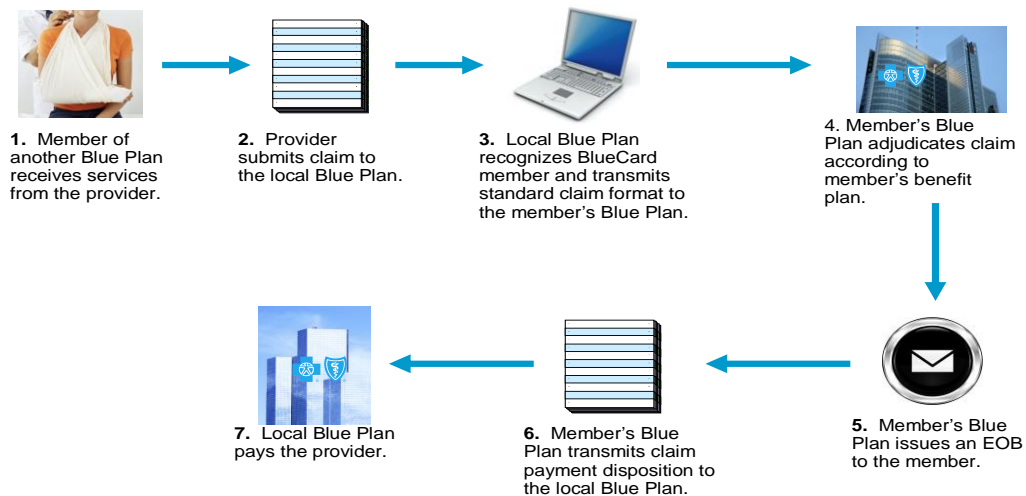 1. Member of
another Blue Plan
receives services
from the provider.
2. Provider
submits claim to
the local Blue Plan.
3. Local Blue Plan
recognizes BlueCard
member and transmits
standard claim format to
the member's Blue Plan.
4. Member's Blue
Plan adjudicates claim
according to
member's benefit
plan.
5. Member's Blue
Plan issues an EOB
to the member.
6. Member's Blue
Plan transmits claim
payment disposition to
the local Blue Plan.
7. Local Blue Plan
pays the provider.